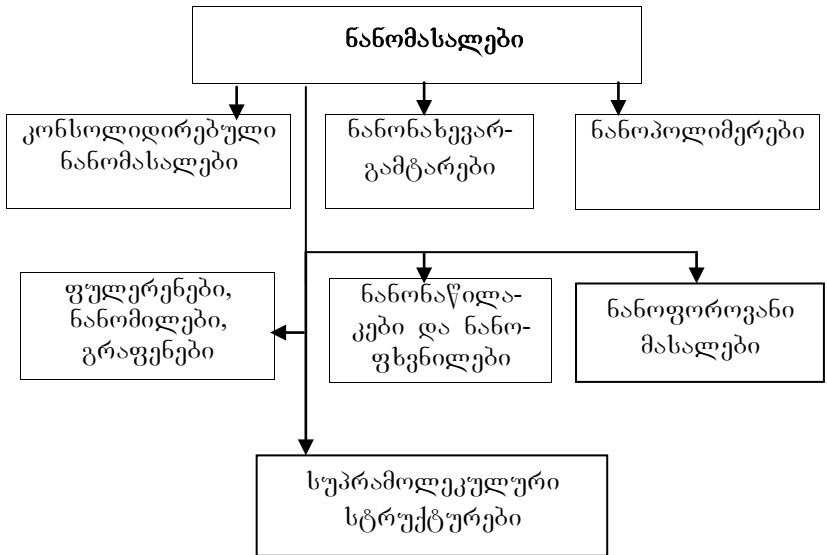 ნანომასალები
კონსოლიდირებული
ნანომასალები
ნანონახევარ-
გამტარები
ნანოპოლიმერები
ფულერენები,
ნანომილები,
გრაფენები
ნანონაწილა-
კები და ნანო-
ფხვნილები
ნანოფოროვანი
მასალები
სუპრამოლეკულური
სტრუქტურები